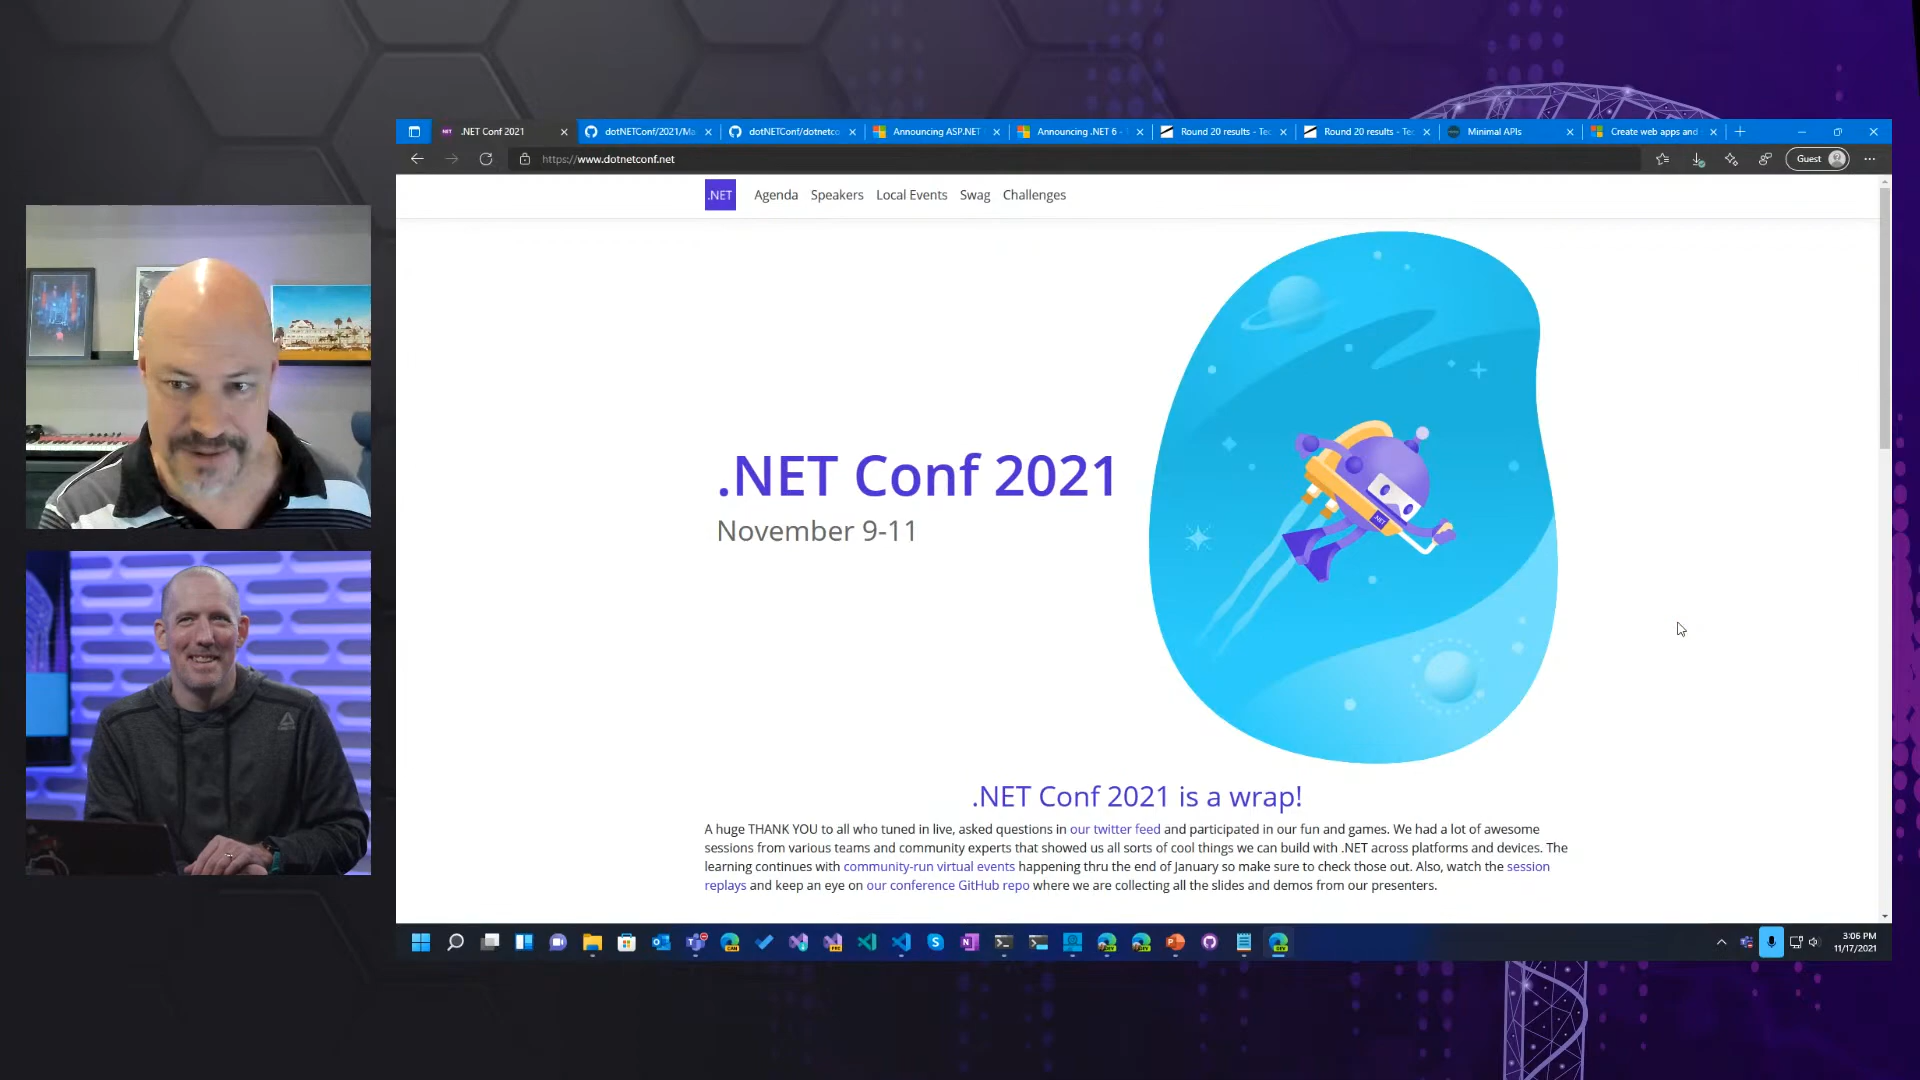 .NET Conf 2021
dotNETConf/2021/Ma
dotNETConf/dotnetco
Announcing ASP.NET
Announcing .NET 6 -
Round 20 results - Tec
Round 20 results - Tec
Minimal APIs
Create web apps and
https://www.dotnetconf.net
Guest
.NET Agenda Speakers Local Events Swag Challenges
.NET Conf 2021
November 9-11
.NET
.NET Conf 2021 is a wrap!
A huge THANK YOU to all who tuned in live, asked questions in our twitter feed and participated in our fun and games. We had a lot of awesome
sessions from various teams and community experts that showed us all sorts of cool things we can build with .NET across platforms and devices. The
learning continues with community-run virtual events happening thru the end of January so make sure to check those out. Also, watch the session
replays and keep an eye on our conference GitHub repo where we are collecting all the slides and demos from our presenters.
3:06 PM
11/17/2021